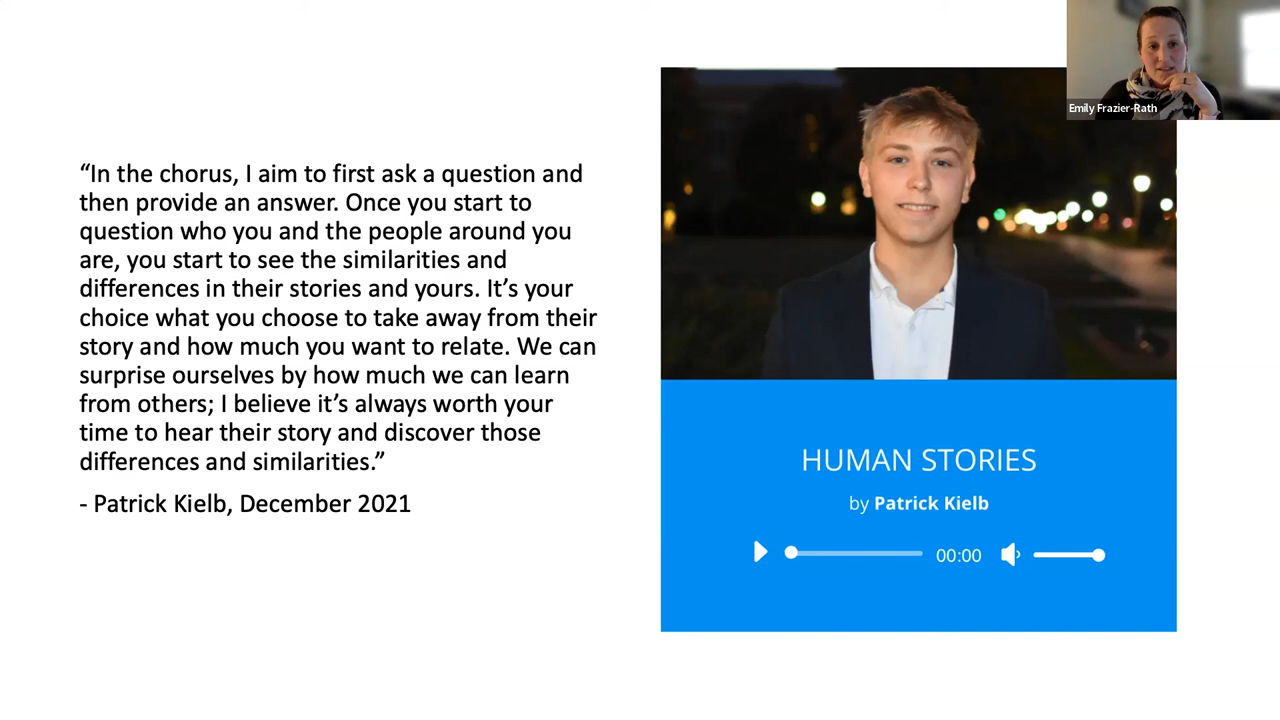 “In the chorus, I aim to first ask a question and
then provide an answer. Once you start to
question who you and the people around you
are, you start to see the similarities and
differences in their stories and yours. It’s your
choice what you choose to take away from their
story and how much you want to relate. We can
surprise ourselves by how much we can learn
from others; I believe it’s always worth your
time to hear their story and discover those
differences and similarities.”
- Patrick Kielb, December 2021
Emily Frazier-Rath
HUMAN STORIES
by Patrick Kielb
00:00